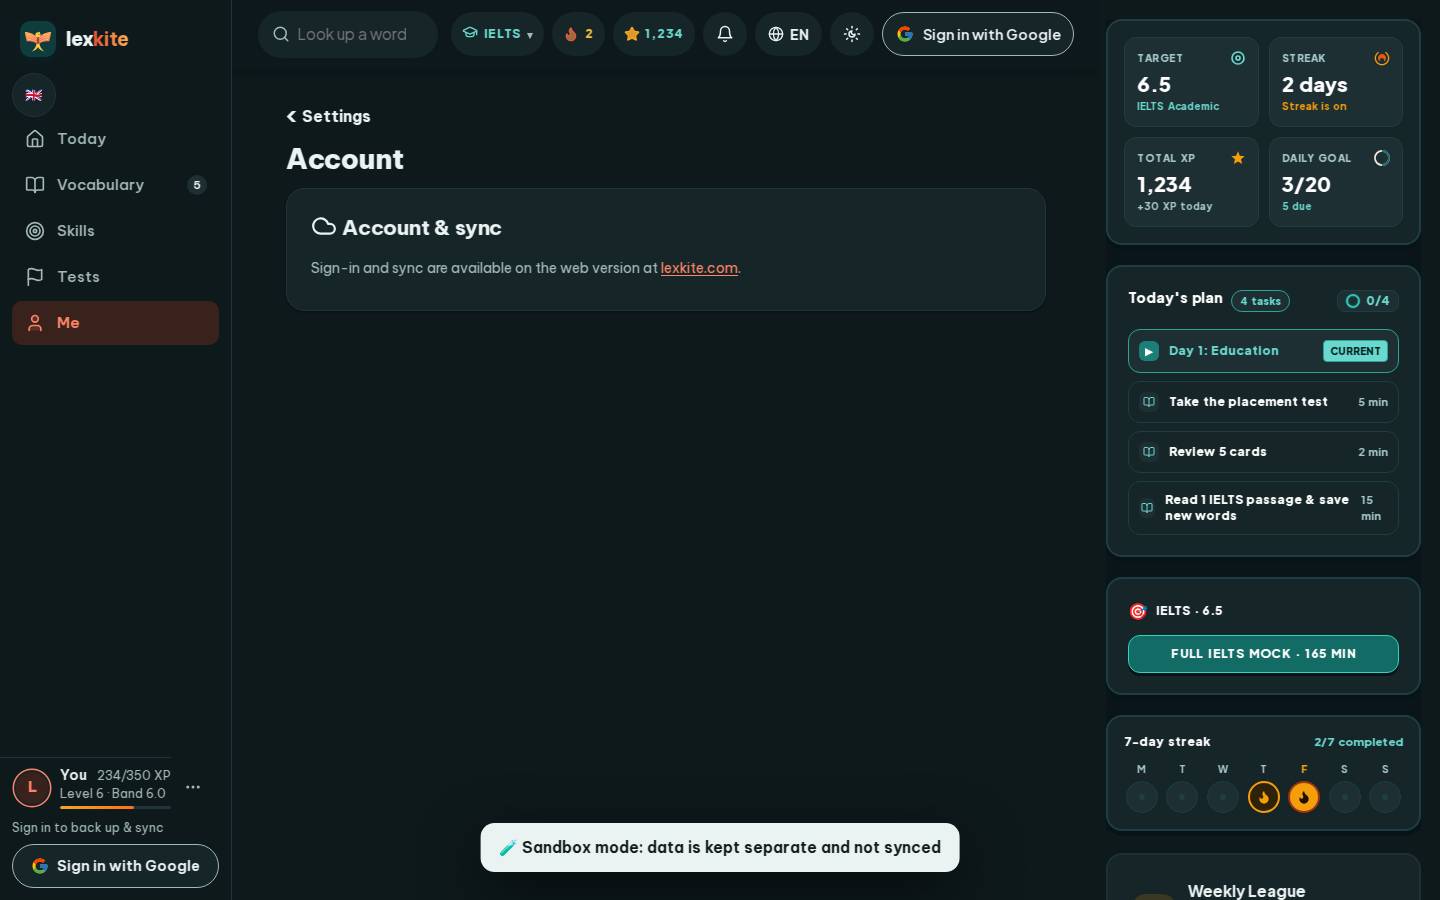 lexkite
Today
Vocabulary 5
Skills
Tests
Me
L
You 234/350 XP
Level 6 · Band 6.0
Sign in to back up & sync
Sign in with Google
Look up a word
IELTS ▾
2
1,234
EN
Sign in with Google
Settings
Account
Account & sync
Sign-in and sync are available on the web version at lexkite.com.
Sandbox mode: data is kept separate and not synced
TARGET
6.5
IELTS Academic
STREAK
2 days
Streak is on
TOTAL XP
1,234
+30 XP today
DAILY GOAL
3/20
5 due
Today's plan 4 tasks 0/4
Day 1: Education CURRENT
Take the placement test 5 min
Review 5 cards 2 min
Read 1 IELTS passage & save 15
new words min
IELTS · 6.5
FULL IELTS MOCK · 165 MIN
7-day streak 2/7 completed
M T W T F S S
Weekly League